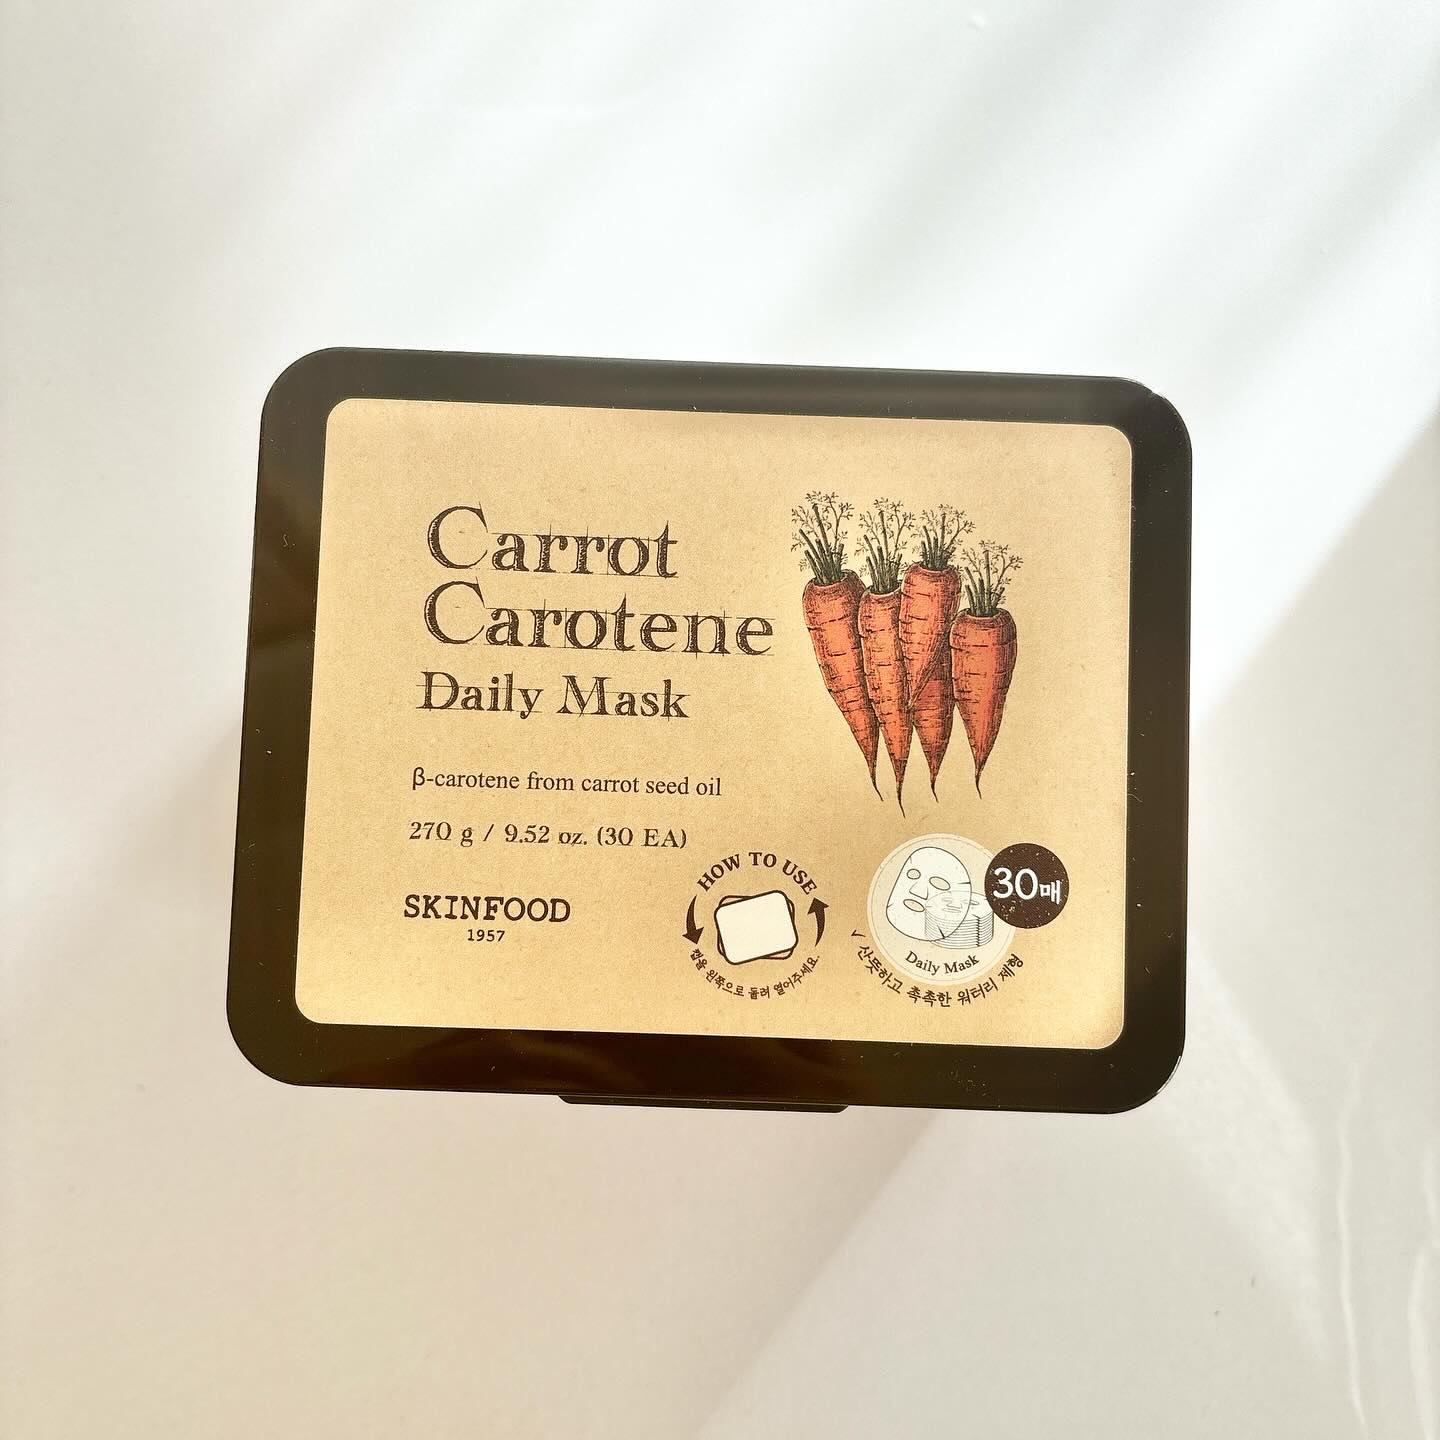 Carrot
Carotene
Daily Mask
β-carotene from carrot seed oil
270 g / 9.52 oz. (30 EA)
SKINFOOD
1957
HOW TO USE
캡을 왼쪽으로 돌려 열어주세요.
30매
Daily Mask
산뜻하고 촉촉한 워터리 제형